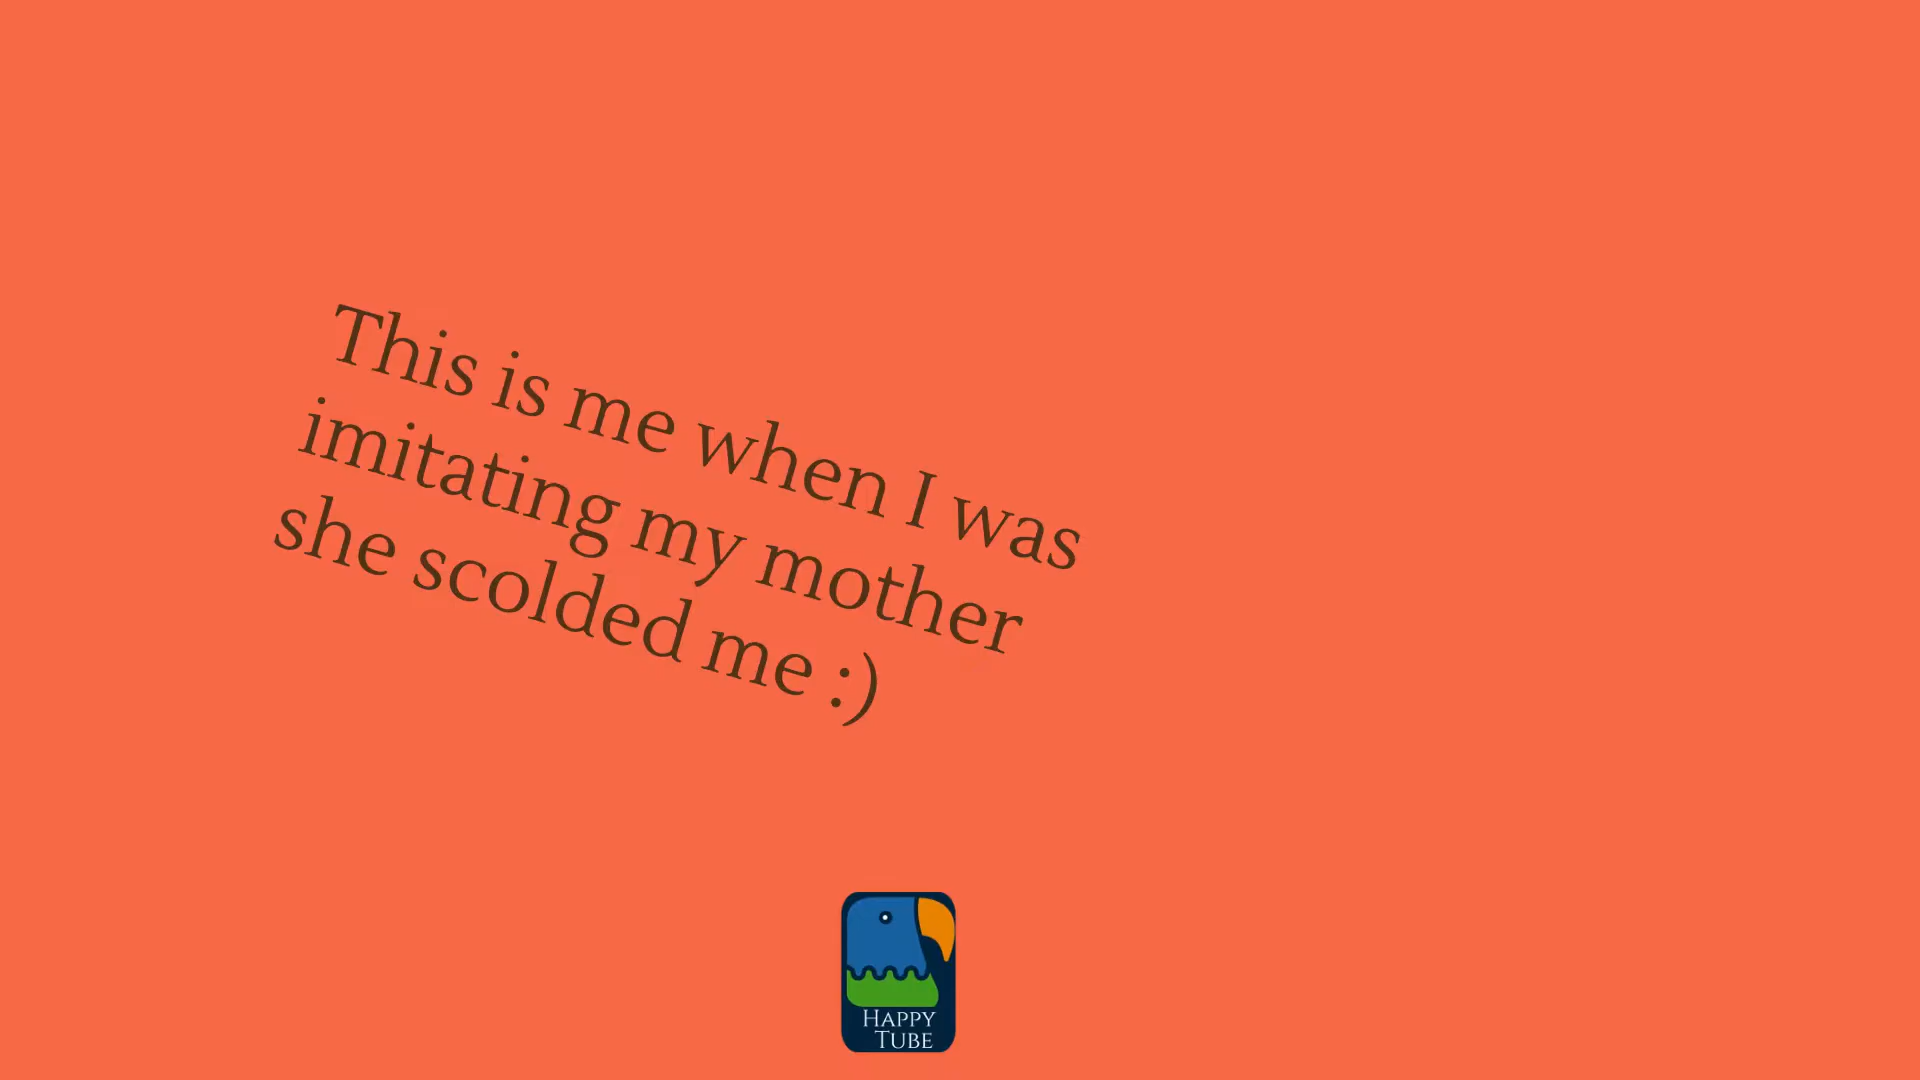 This is me when I was
imitating my mother
she scolded me :)
HAPPY
TUBE